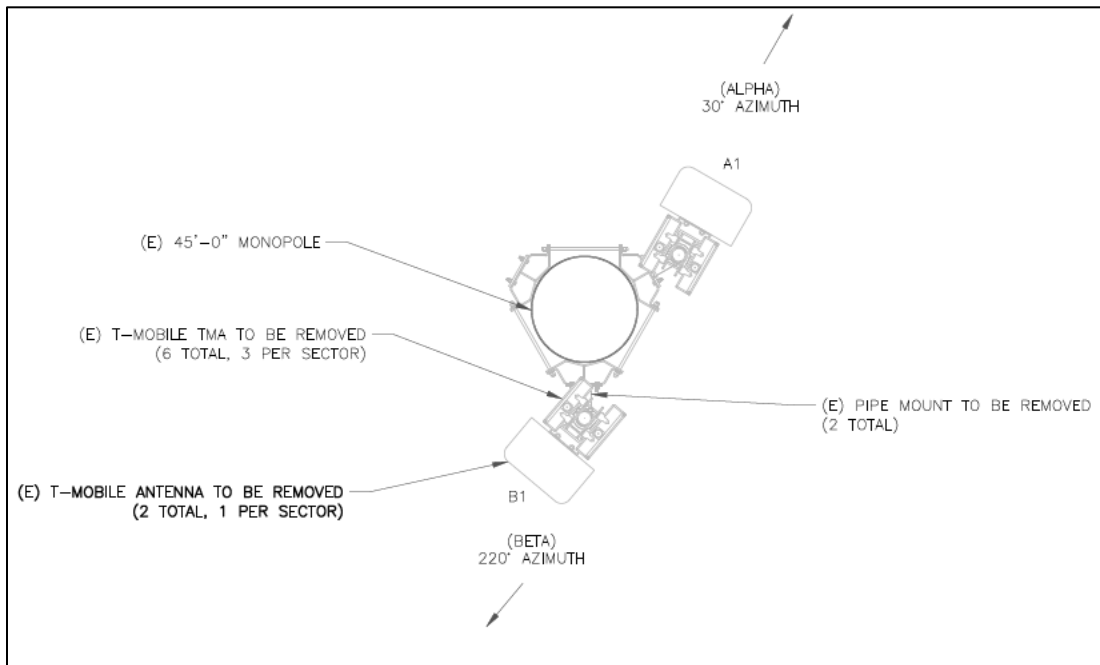 (ALPHA)
30° AZIMUTH
A1
(E) 45'-0" MONOPOLE
(E) T-MOBILE TMA TO BE REMOVED
(6 TOTAL, 3 PER SECTOR)
(E) PIPE MOUNT TO BE REMOVED
(2 TOTAL)
(E) T-MOBILE ANTENNA TO BE REMOVED
(2 TOTAL, 1 PER SECTOR)
B1
(BETA)
220° AZIMUTH